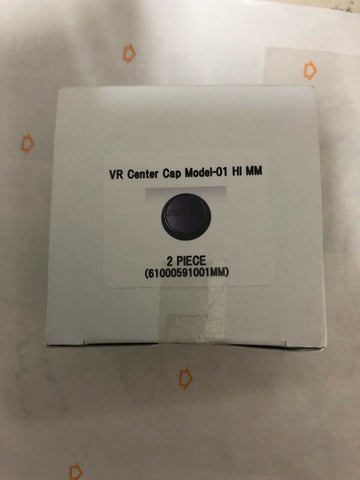 VR Center Cap Model-01 HI MM
2 PIECE
(61000591001MM)